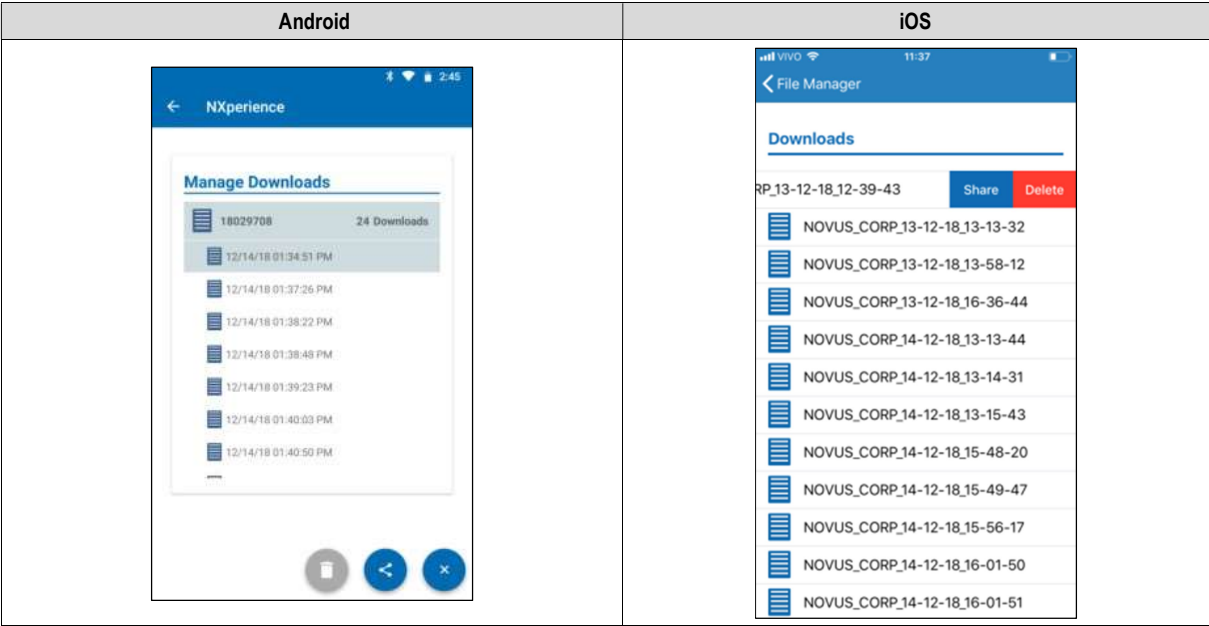 Android
iOS
2:45
NXperience
Manage Downloads
18029708 24 Downloads
12/14/18 01:34:51 PM
12/14/18 01:37:26 PM
12/14/18 01:38:22 PM
12/14/18 01:38:48 PM
12/14/18 01:39:23 PM
12/14/18 01:40:03 PM
12/14/18 01:40:50 PM
VIVO 11:37
File Manager
Downloads
RP_13-12-18_12-39-43 Share Delete
NOVUS_CORP_13-12-18_13-13-32
NOVUS_CORP_13-12-18_13-58-12
NOVUS_CORP_13-12-18_16-36-44
NOVUS_CORP_14-12-18_13-13-44
NOVUS_CORP_14-12-18_13-14-31
NOVUS_CORP_14-12-18_13-15-43
NOVUS_CORP_14-12-18_15-48-20
NOVUS_CORP_14-12-18_15-49-47
NOVUS_CORP_14-12-18_15-56-17
NOVUS_CORP_14-12-18_16-01-50
NOVUS_CORP_14-12-18_16-01-51